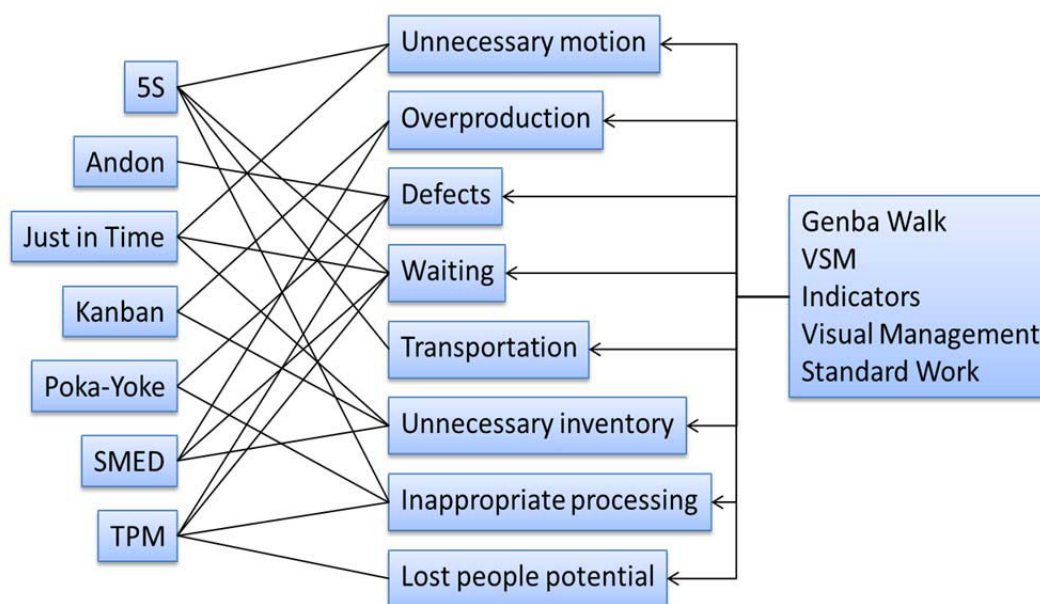 5S
Andon
Just in Time
Kanban
Poka-Yoke
SMED
TPM
Unnecessary motion
Overproduction
Defects
Waiting
Transportation
Unnecessary inventory
Inappropriate processing
Lost people potential
Genba Walk
VSM
Indicators
Visual Management
Standard Work